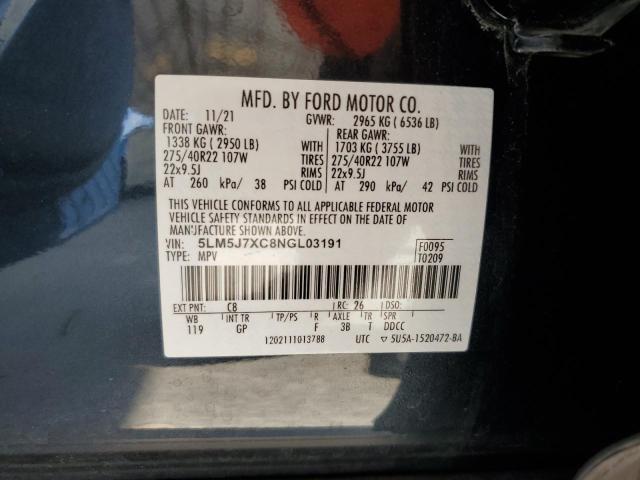 MFD. BY FORD MOTOR CO.
DATE: 11/21 GVWR: 2965 KG ( 6536 LB)
FRONT GAWR: REAR GAWR:
1338 KG ( 2950 LB) WITH 1703 KG ( 3755 LB) WITH
275/40R22 107W TIRES 275/40R22 107W TIRES
22x9.5J RIMS 22x9.5J RIMS
AT 260 kPa/ 38 PSI COLD AT 290 kPa/ 42 PSI COLD
THIS VEHICLE CONFORMS TO ALL APPLICABLE FEDERAL MOTOR
VEHICLE SAFETY STANDARDS IN EFFECT ON THE DATE OF
MANUFACTURE SHOWN ABOVE.
VIN: 5LM5J7XC8NGL03191 F0095
TYPE: MPV T0209
EXT PNT: C8 RC: 26 DSO:
WB INT TR TP/PS R AXLE TR SPR
119 GP F 3B T DDCC
1202111013788 UTC ▽ 5U5A-1520472-BA